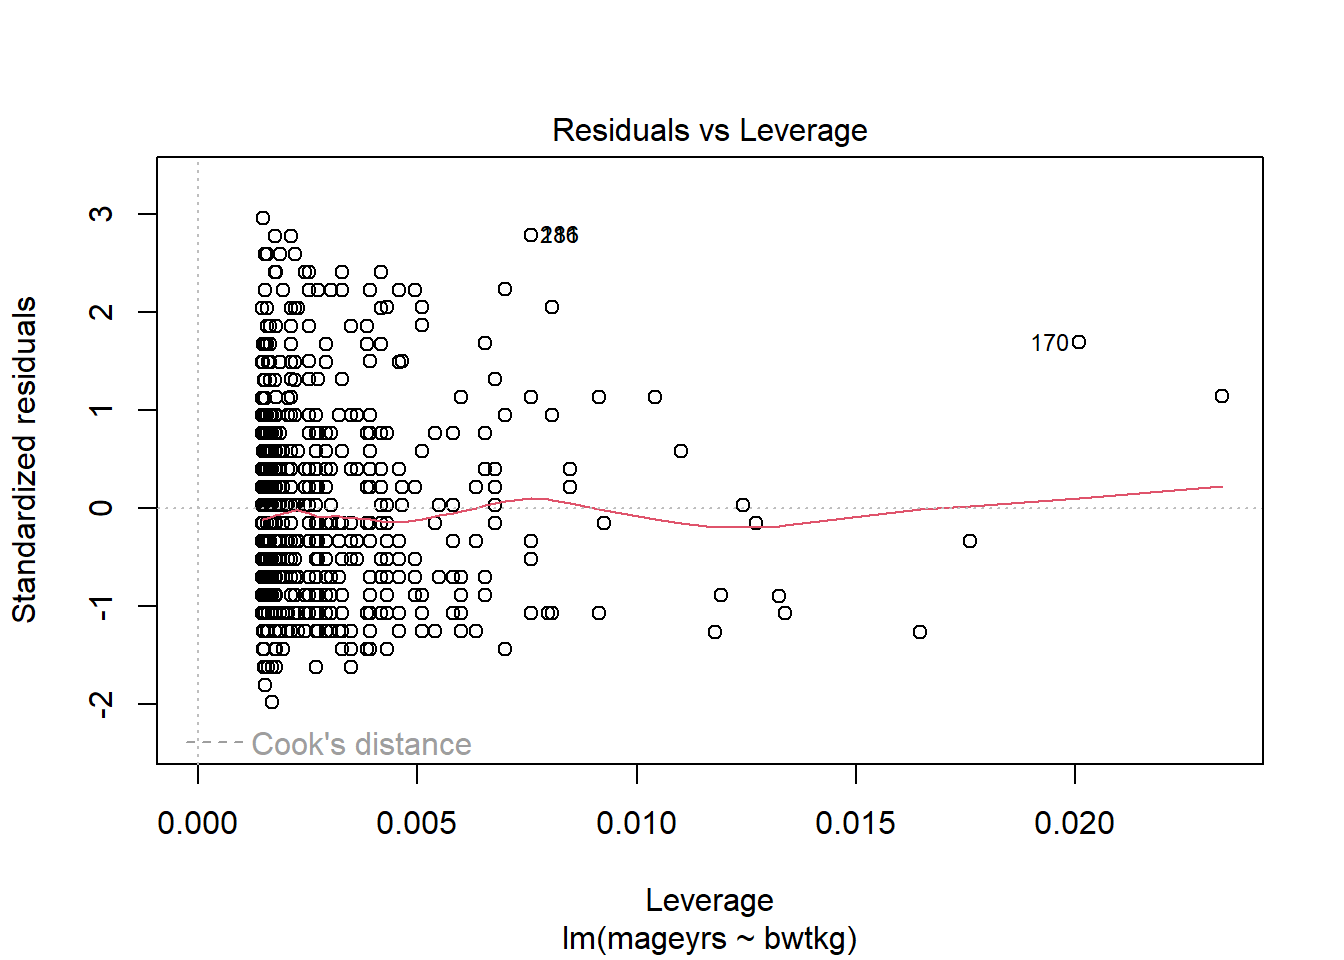 Residuals vs Leverage
Standardized residuals
3
2
1
0
-1
-2
170
Cook's distance
0.000 0.005 0.010 0.015 0.020
Leverage
lm(mageyrs ~ bwtkg)